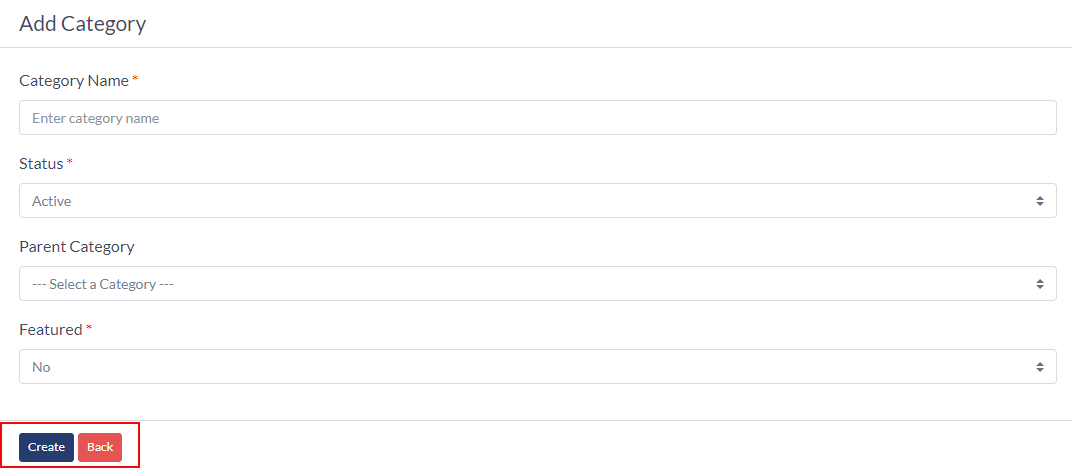 Add Category
Category Name *
Enter category name
Status *
Active
Parent Category
--- Select a Category ---
Featured *
No
Create Back